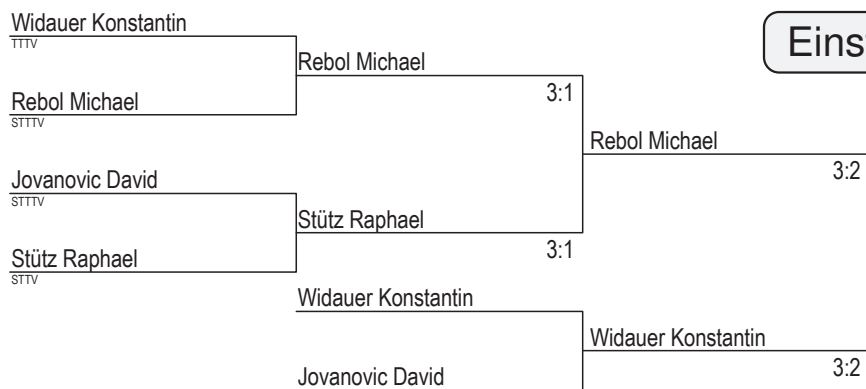 Widauer Konstantin
TTTV
Rebol Michael
3:1
Rebol Michael
STTTV
Rebol Michael
3:2
Jovanovic David
STTTV
Stütz Raphael
3:1
Stütz Raphael
STTV
Widauer Konstantin
Widauer Konstantin
3:2
Jovanovic David
Eins